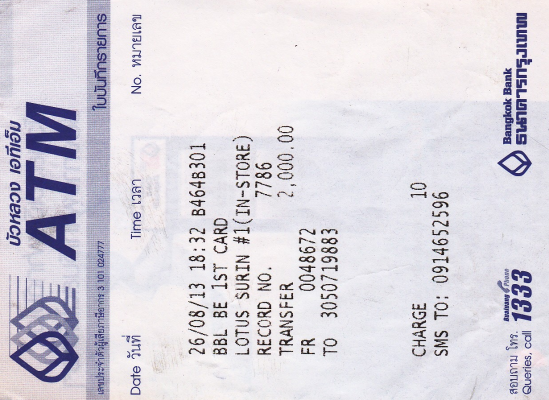 บัวหลวง เอทีเอ็ม
ATM
ใบบันทึกรายการ
เลขประจำตัวผู้เสียภาษีอากร 3 101 024777
Date วันที่ Time เวลา No. หมายเลข
26/08/13 18:32 B464B301
BBL BE 1ST CARD
LOTUS SURIN #1(IN-STORE)
RECORD NO. 7786
TRANSFER 2,000.00
FR 0048672
TO 3050719883
CHARGE 10
SMS TO: 0914652596
สอบถาม โทร.
Queries, call
Bualuang Phone
1333
Bangkok Bank
ธนาคารกรุงเทพ